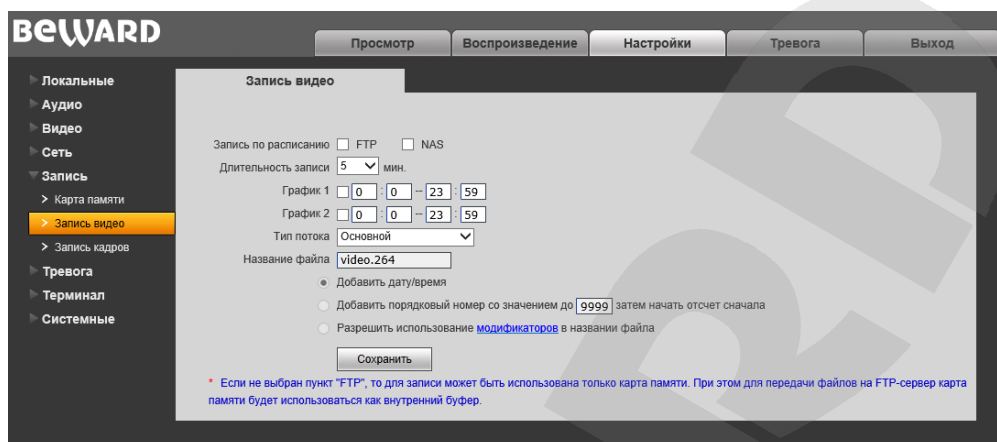 BEWARD
Просмотр
Воспроизведение
Настройки
Тревога
Выход
Локальные
Аудио
Видео
Сеть
Запись
Карта памяти
Запись видео
Запись кадров
Тревога
Терминал
Системные
Запись видео
Запись по расписанию FTP NAS
Длительность записи 5 мин.
График 1 0 : 0 -- 23 : 59
График 2 0 : 0 -- 23 : 59
Тип потока Основной
Название файла video.264
Добавить дату/время
Добавить порядковый номер со значением до 9999 затем начать отсчет сначала
Разрешить использование модификаторов в названии файла
Сохранить
* Если не выбран пункт "FTP", то для записи может быть использована только карта памяти. При этом для передачи файлов на FTP-сервер карта
памяти будет использоваться как внутренний буфер.